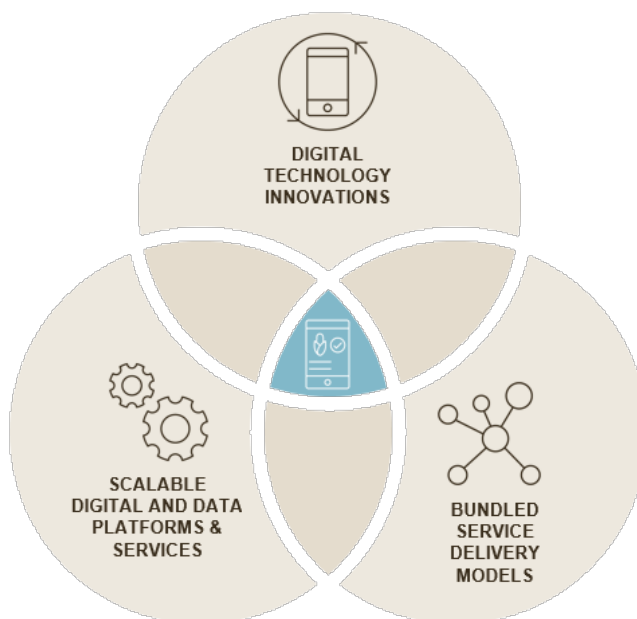 DIGITAL
TECHNOLOGY
INNOVATIONS
SCALABLE
DIGITAL AND DATA
PLATFORMS &
SERVICES
BUNDLED
SERVICE
DELIVERY
MODELS